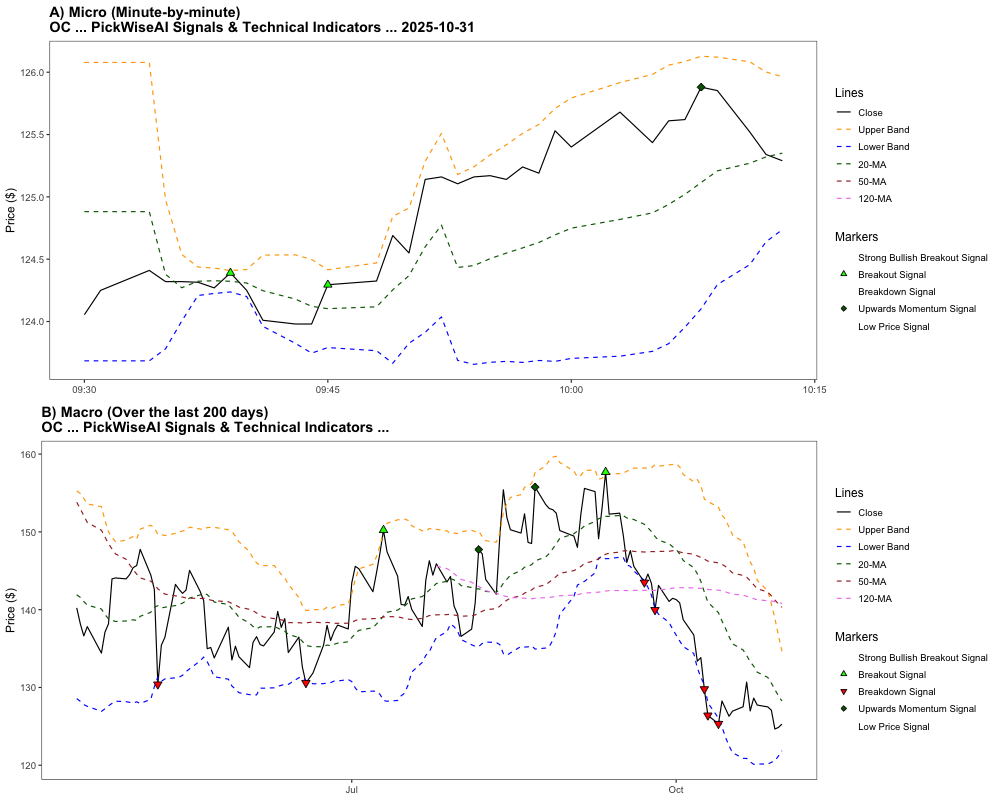 A) Micro (Minute-by-minute)
OC ... PickWiseAI Signals & Technical Indicators ... 2025-10-31
Price ($)
126.0
125.5
125.0
124.5
124.0
09:30
09:45
10:00
10:15
Lines
Close
Upper Band
Lower Band
20-MA
50-MA
120-MA
Markers
Strong Bullish Breakout Signal
Breakout Signal
Breakdown Signal
Upwards Momentum Signal
Low Price Signal
B) Macro (Over the last 200 days)
OC ... PickWiseAI Signals & Technical Indicators ...
Price ($)
160
150
140
130
120
Jul
Oct
Lines
Close
Upper Band
Lower Band
20-MA
50-MA
120-MA
Markers
Strong Bullish Breakout Signal
Breakout Signal
Breakdown Signal
Upwards Momentum Signal
Low Price Signal